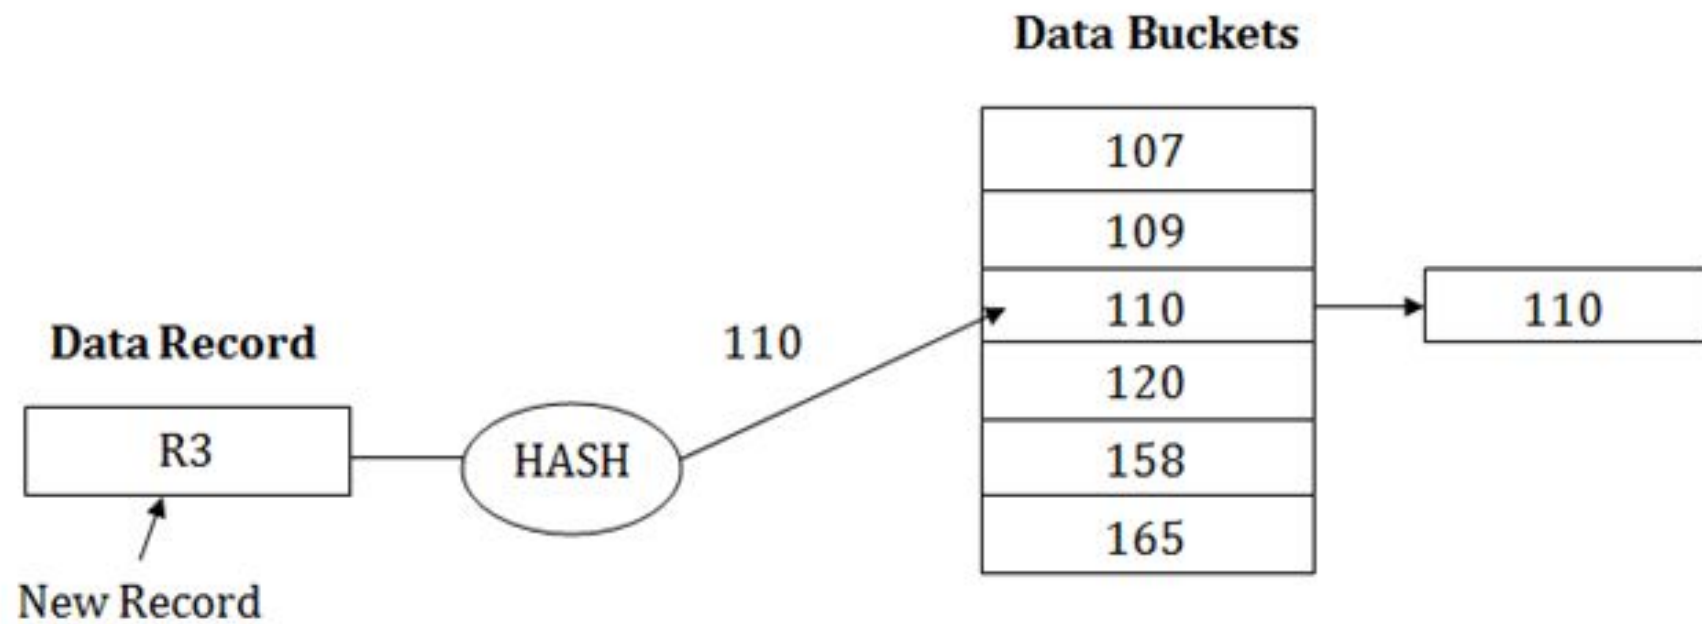 Data Buckets
107
109
110
110
120
158
165
110
Data Record
R3
HASH
New Record